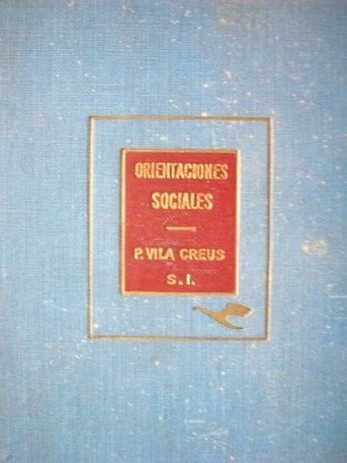 ORIENTACIONES
SOCIALES
P. VILA CREUS
S. I.